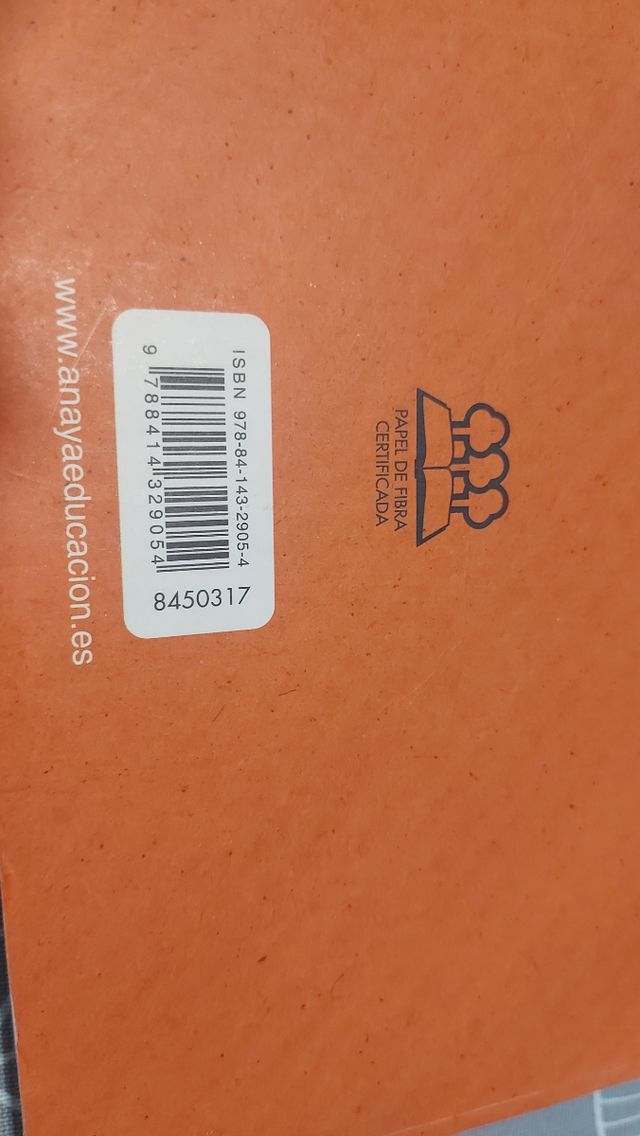 PAPEL DE FIBRA
CERTIFICADA
ISBN 978-84-143-2905-4
9 788414 329054
8450317
www.anayaeducacion.es